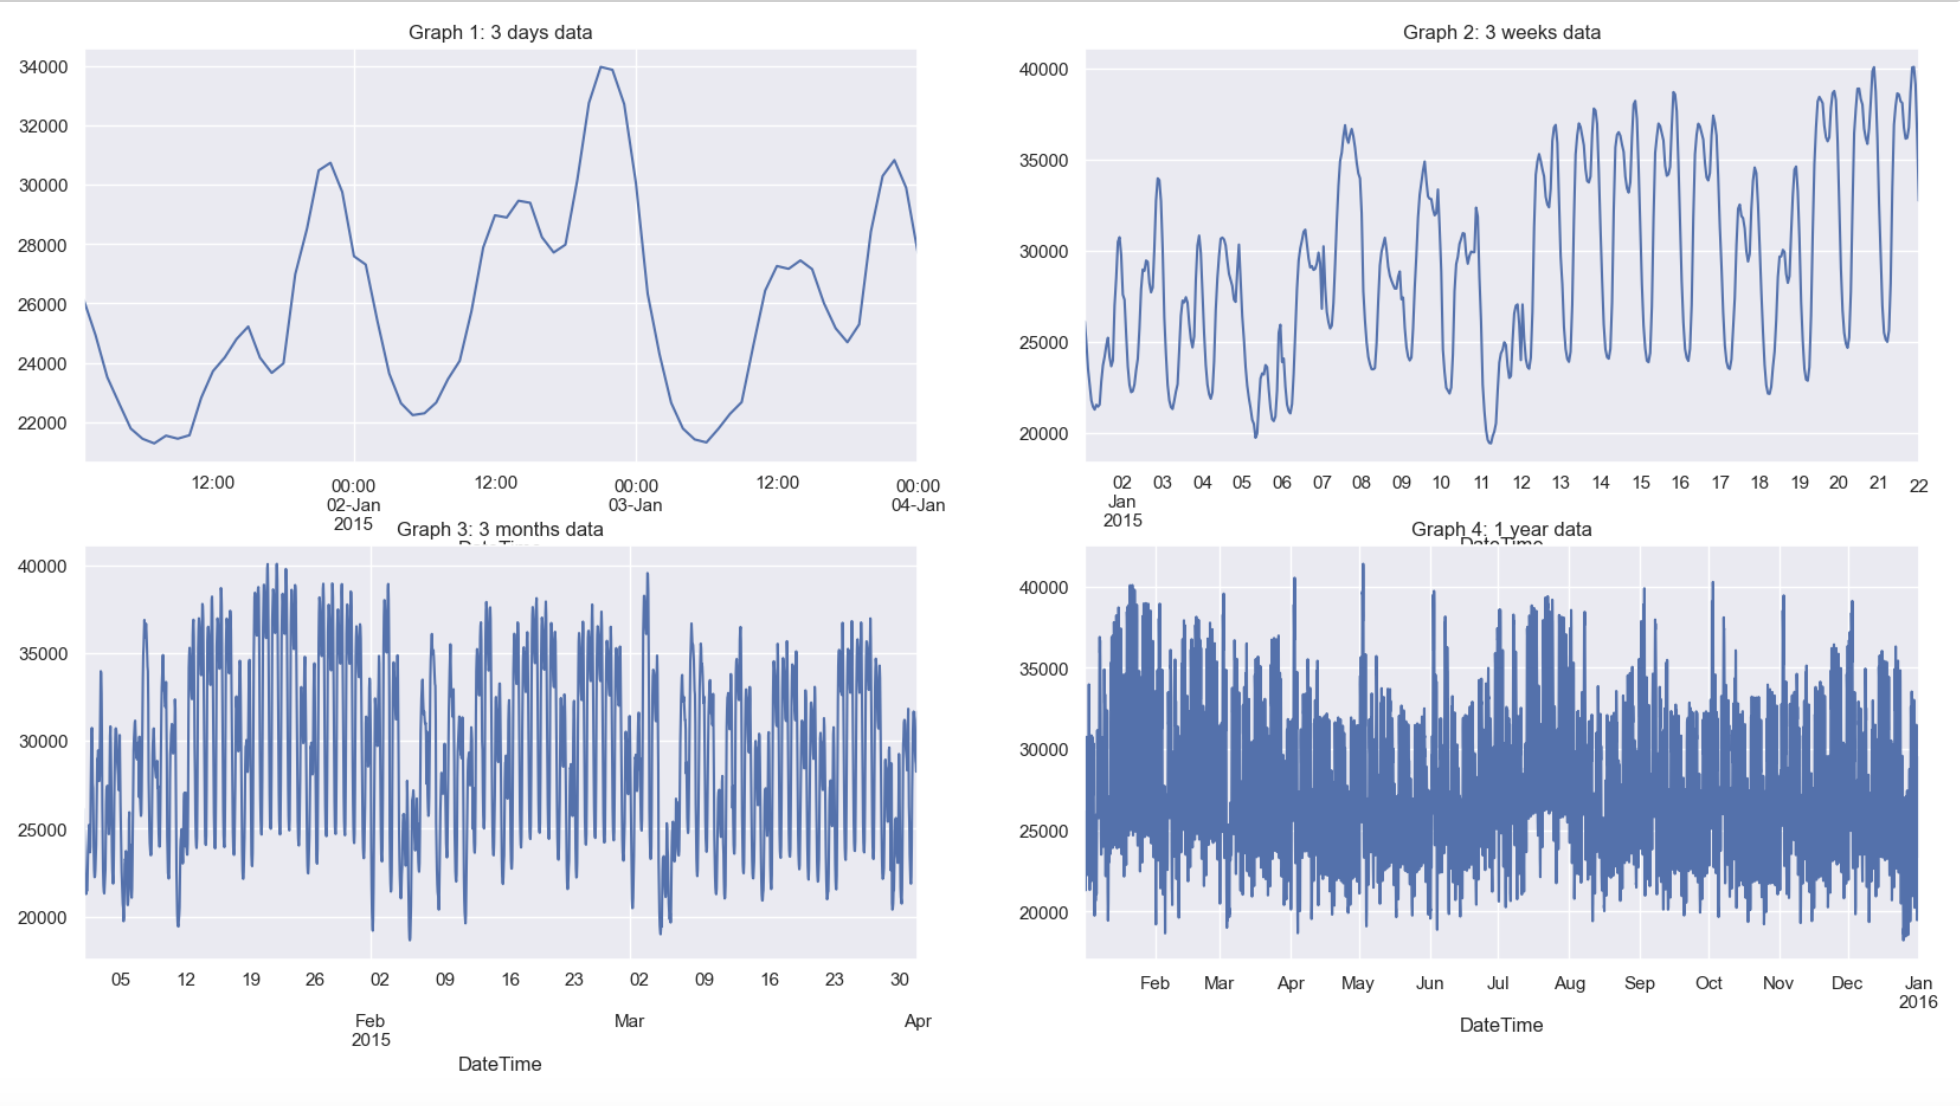 Graph 1: 3 days data
34000
32000
30000
28000
26000
24000
22000
12:00
00:00
02-Jan
2015
12:00
00:00
03-Jan
12:00
00:00
04-Jan
Graph 2: 3 weeks data
40000
35000
30000
25000
20000
02 03 04 05 06 07 08 09 10 11 12 13 14 15 16 17 18 19 20 21 22
Jan
2015
DateTime
Graph 3: 3 months data
40000
35000
30000
25000
20000
05 12 19 26 02 09 16 23 02 09 16 23 30
Feb Mar Apr
2015
DateTime
DateTime
Graph 4: 1 year data
40000
35000
30000
25000
20000
Feb Mar Apr May Jun Jul Aug Sep Oct Nov Dec Jan
2016
DateTime